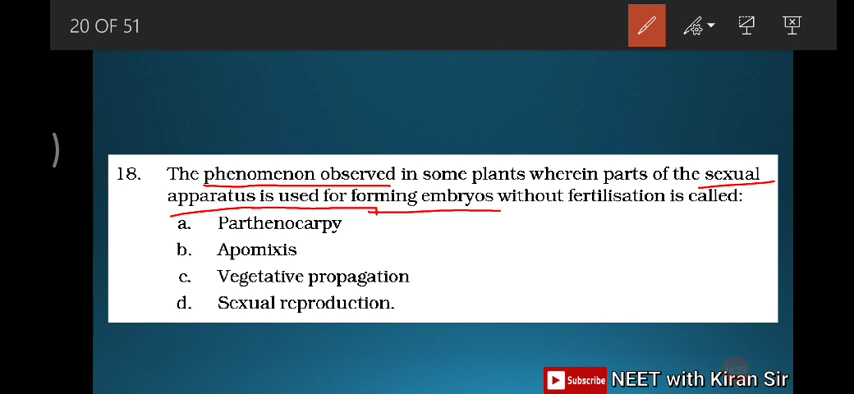 20 OF 51
18. The phenomenon observed in some plants wherein parts of the sexual
apparatus is used for forming embryos without fertilisation is called:
a. Parthenocarpy
b. Apomixis
c. Vegetative propagation
d. Sexual reproduction.
Subscribe NEET with Kiran Sir